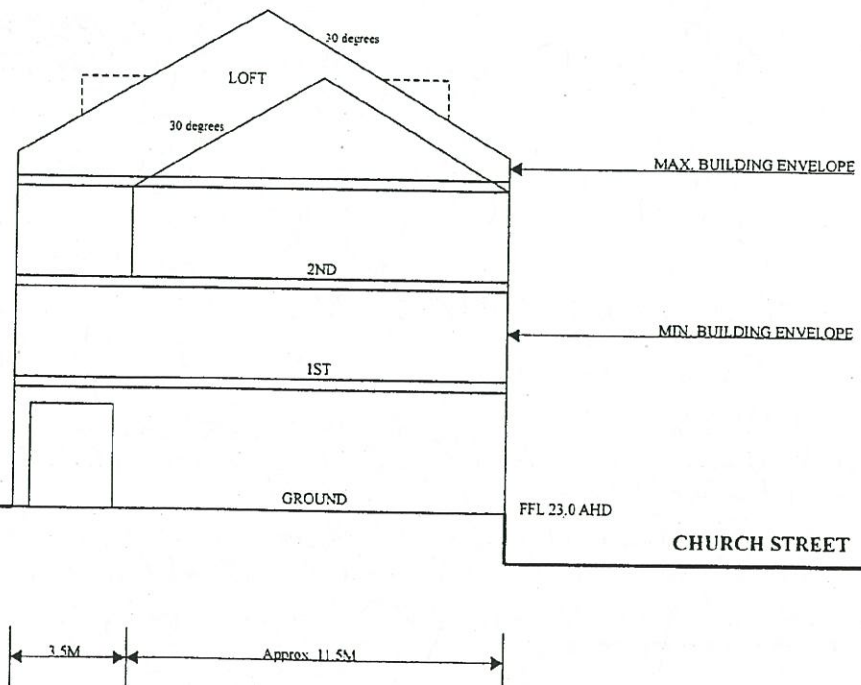 30 degrees
LOFT
30 degrees
MAX. BUILDING ENVELOPE
2ND
MIN. BUILDING ENVELOPE
1ST
GROUND
FFL 23.0 AHD
CHURCH STREET
3.5M
Approx. 11.5M